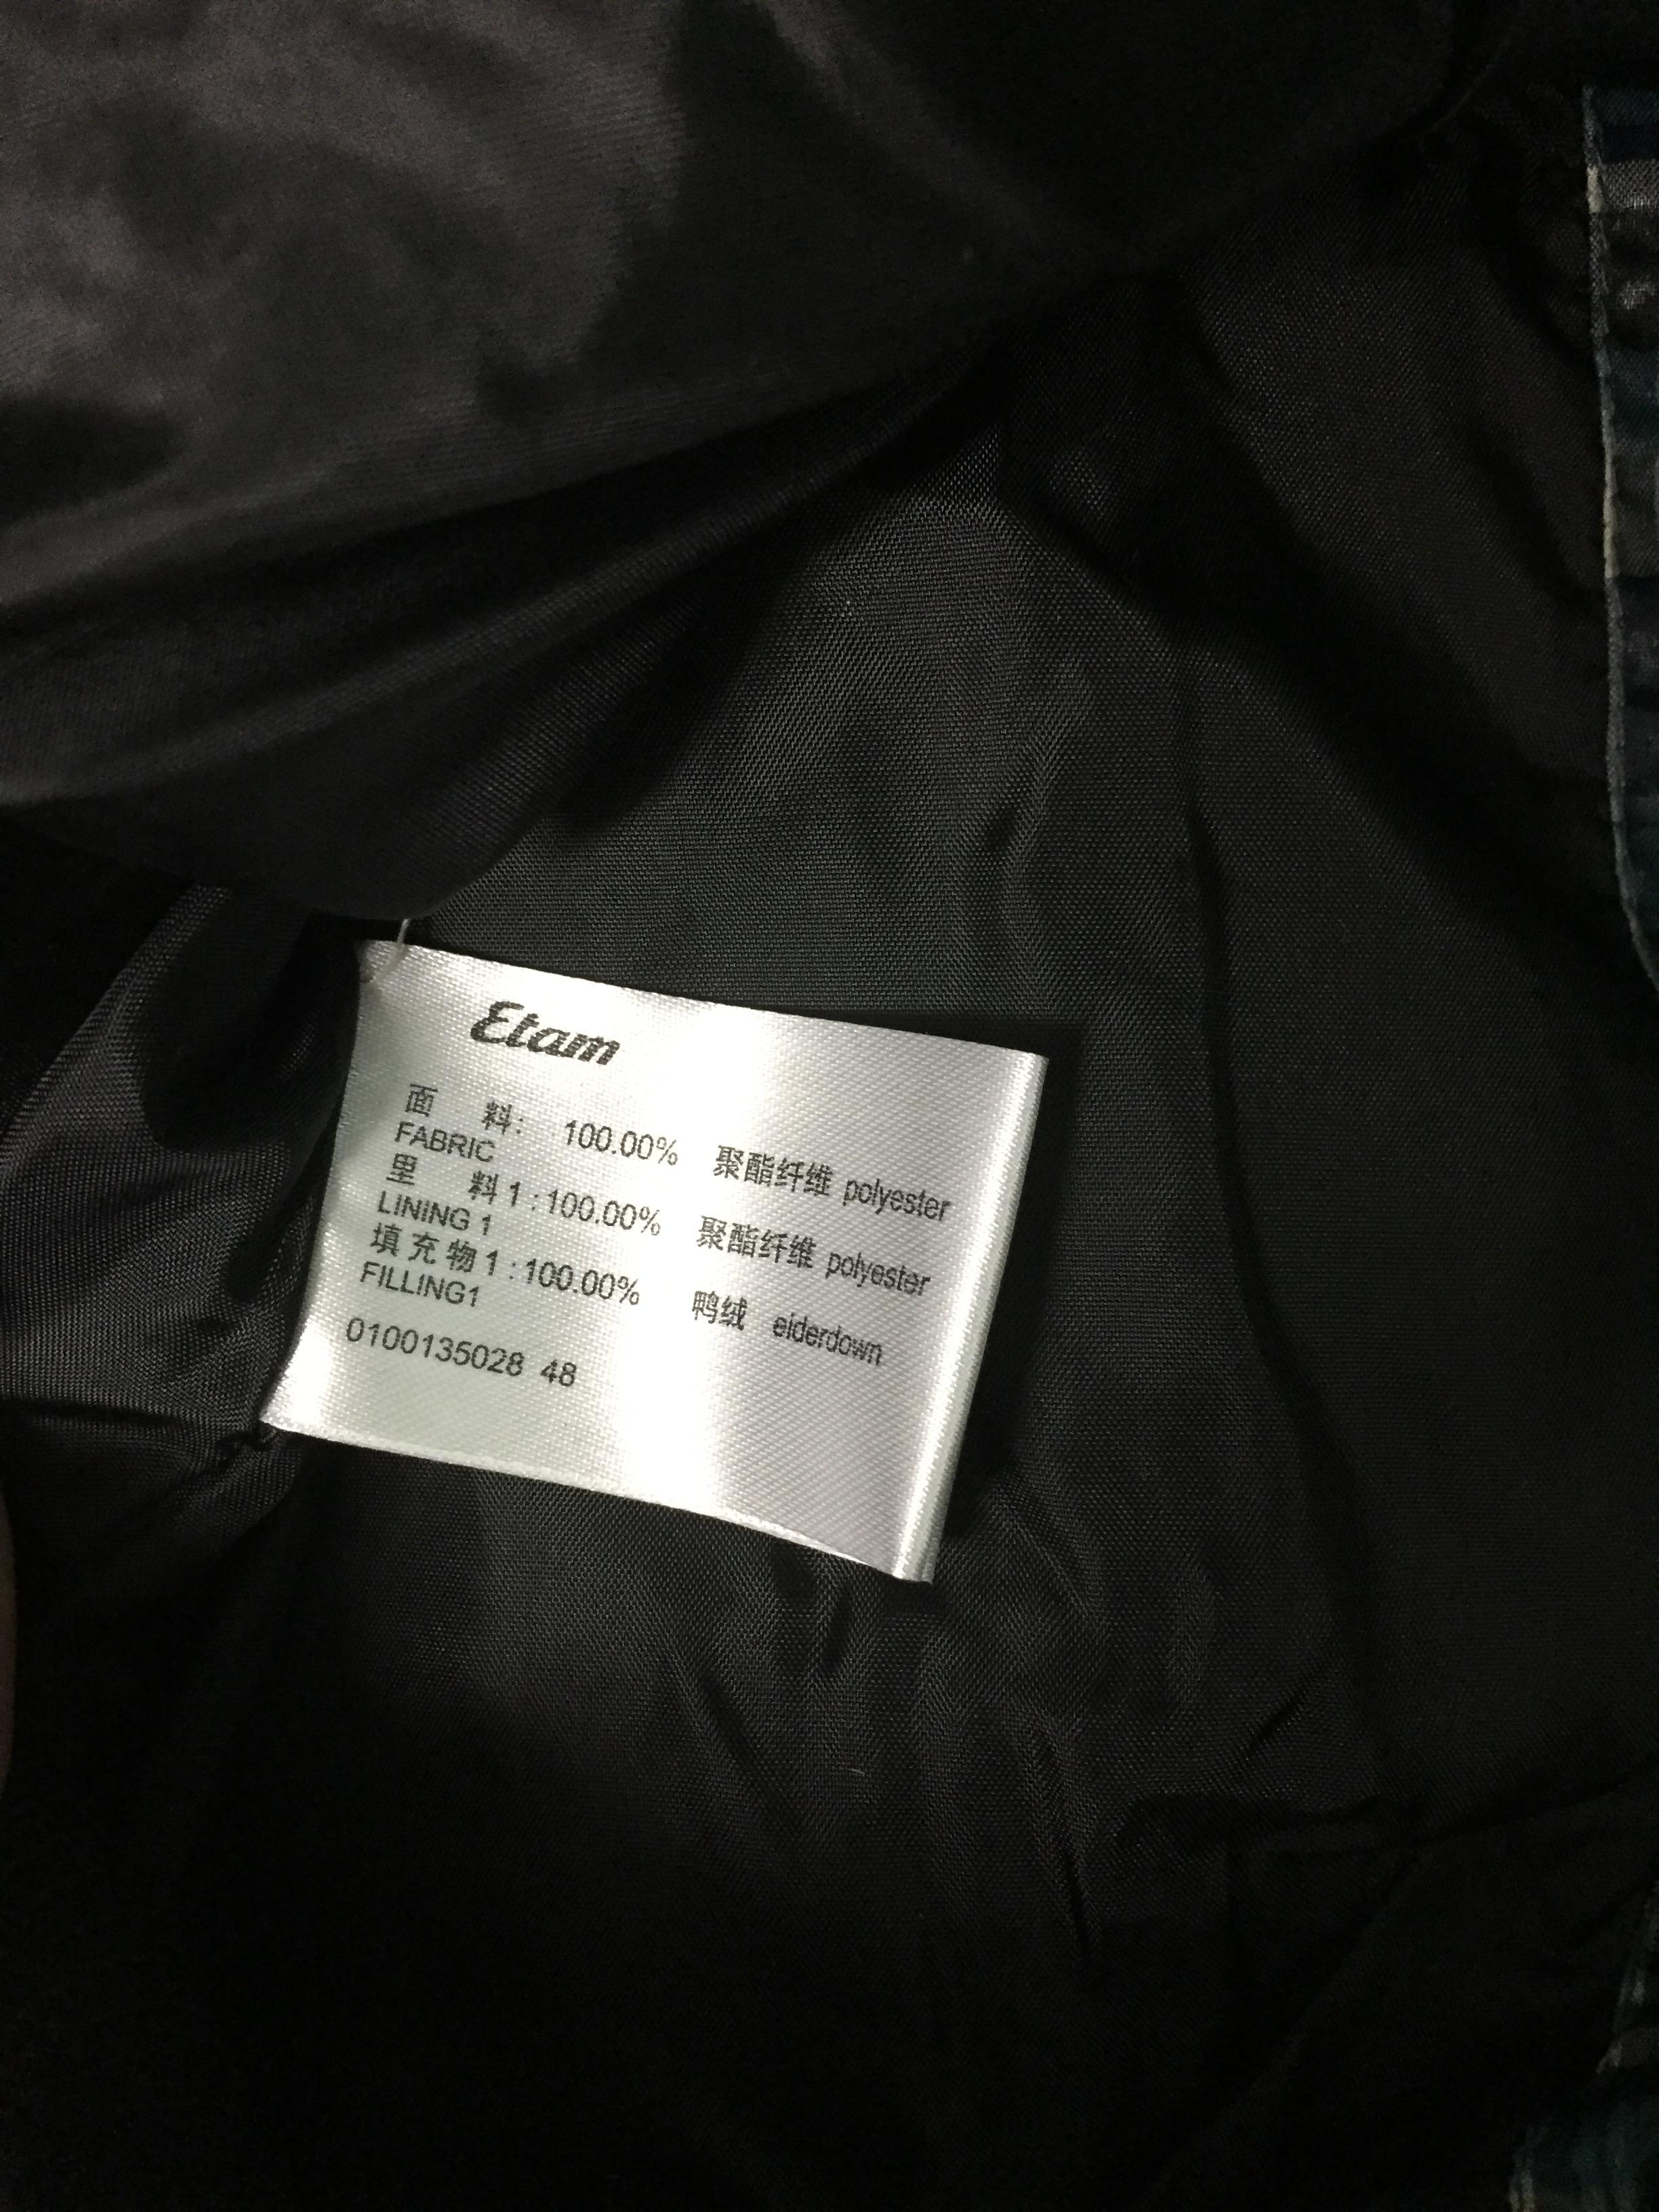 Etam
面 料： 100.00% 聚酯纤维 polyester
FABRIC
里 料1：100.00% 聚酯纤维 polyester
LINING 1
填充物1：100.00% 鸭绒 eiderdown
FILLING1
0100135028 48